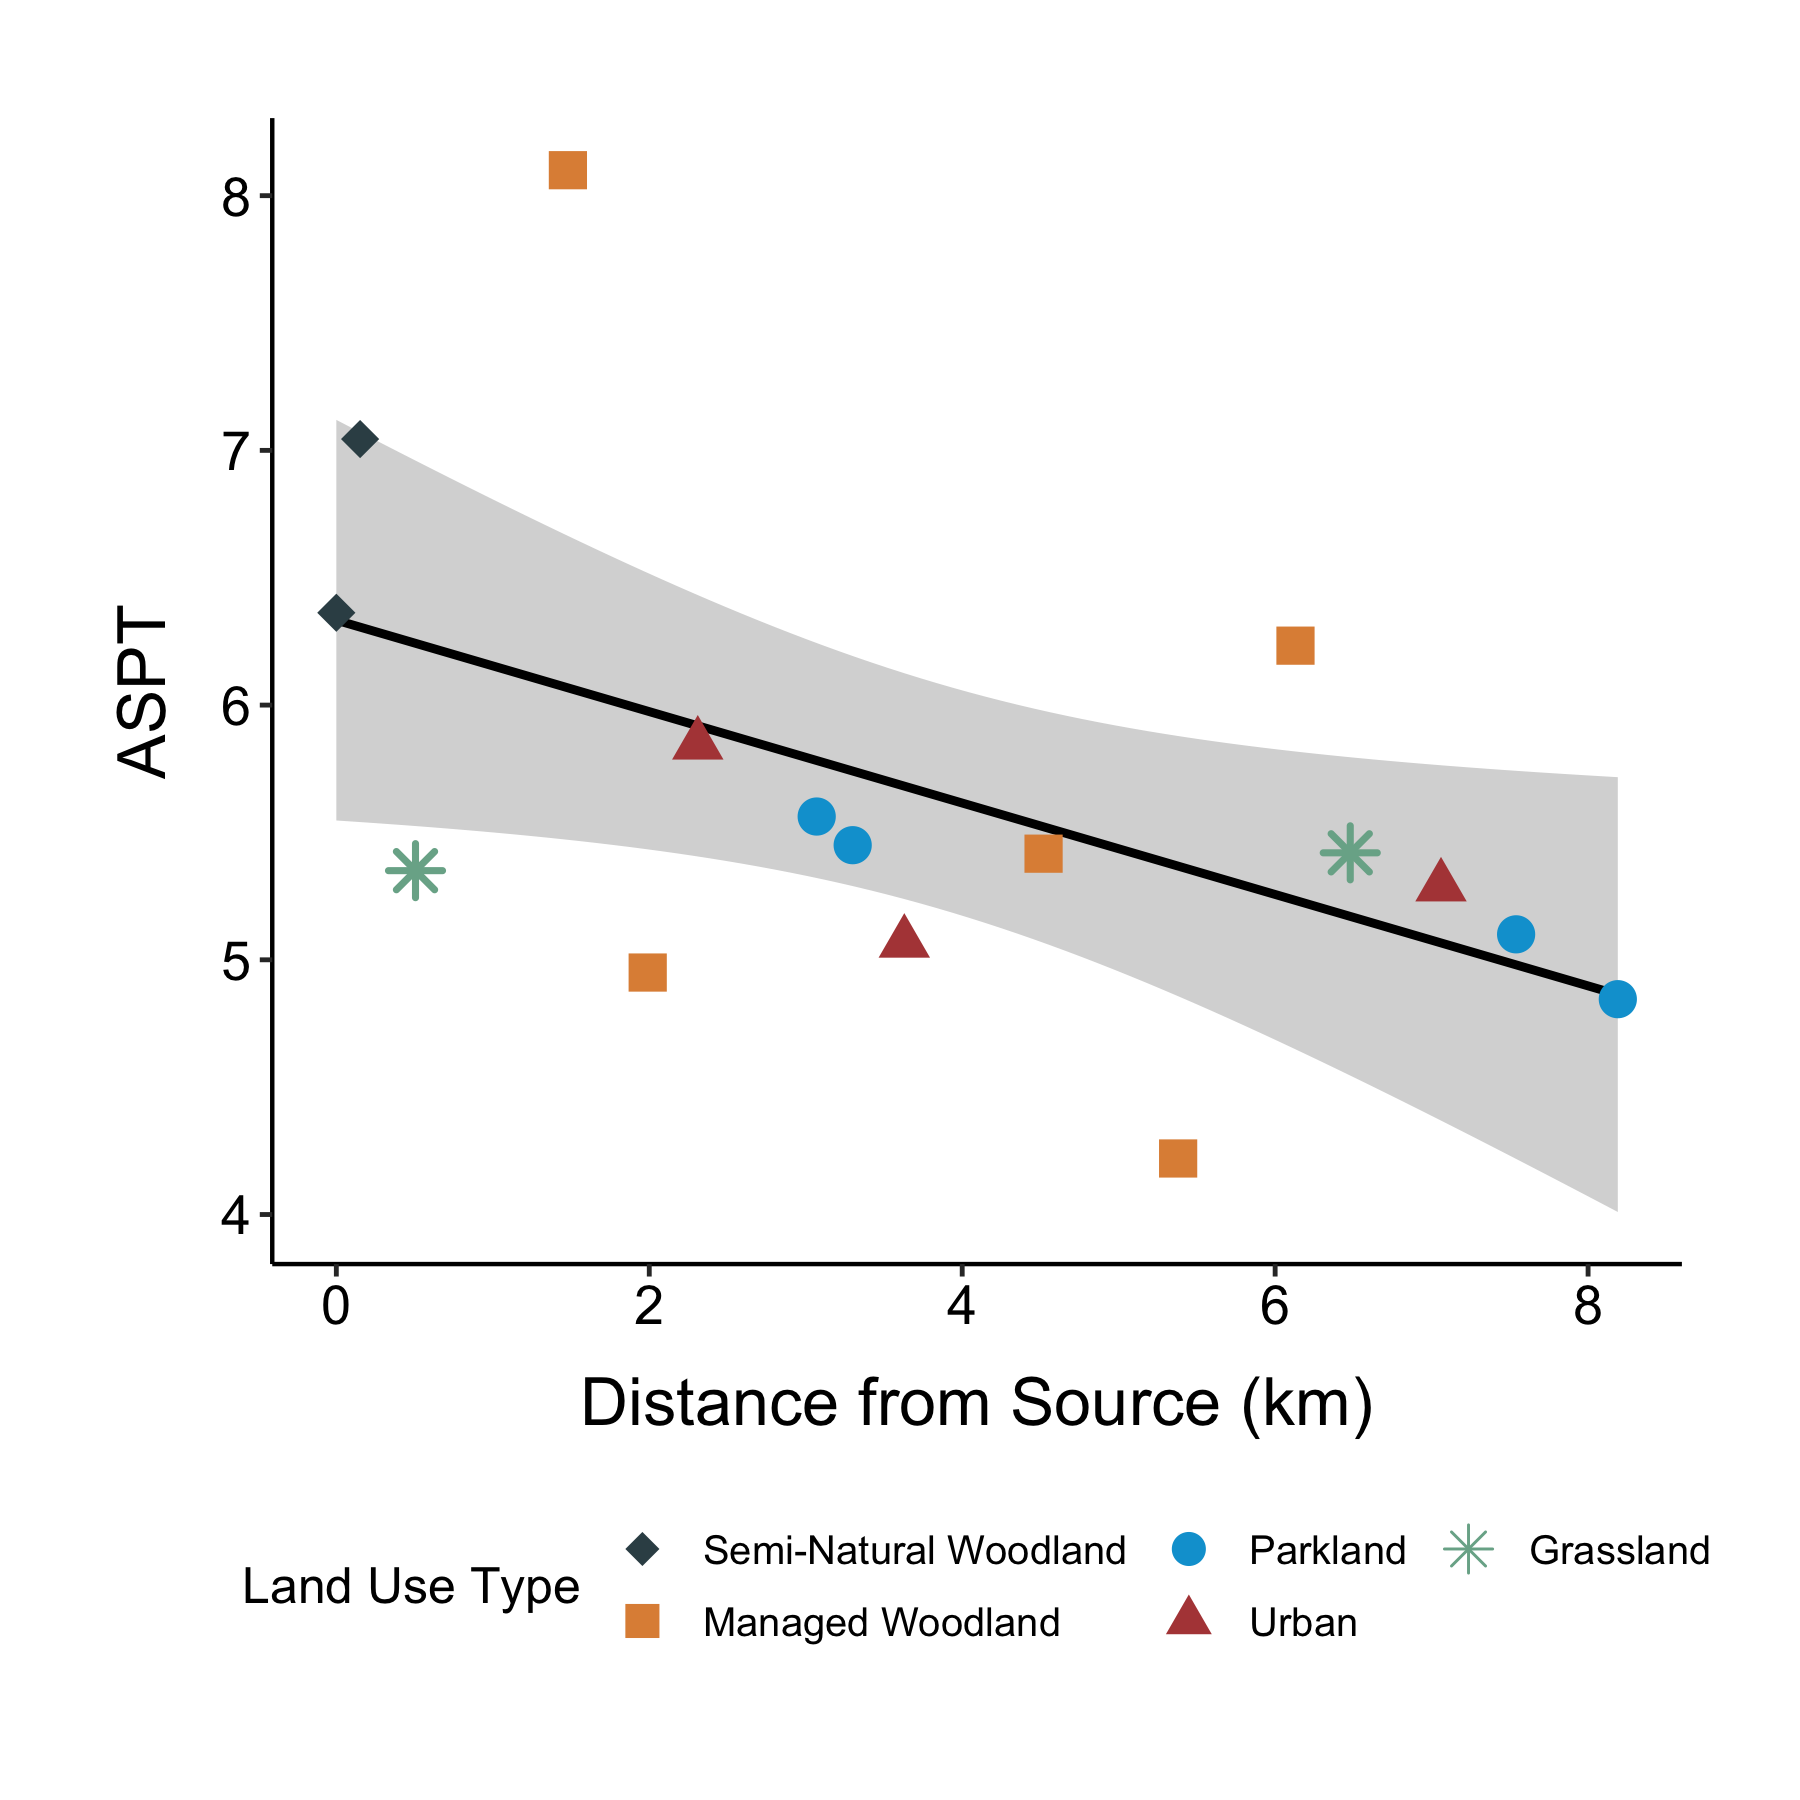 8
7
6
5
4
ASPT
0 2 4 6 8
Distance from Source (km)
Land Use Type
Semi-Natural Woodland Parkland Grassland
Managed Woodland Urban